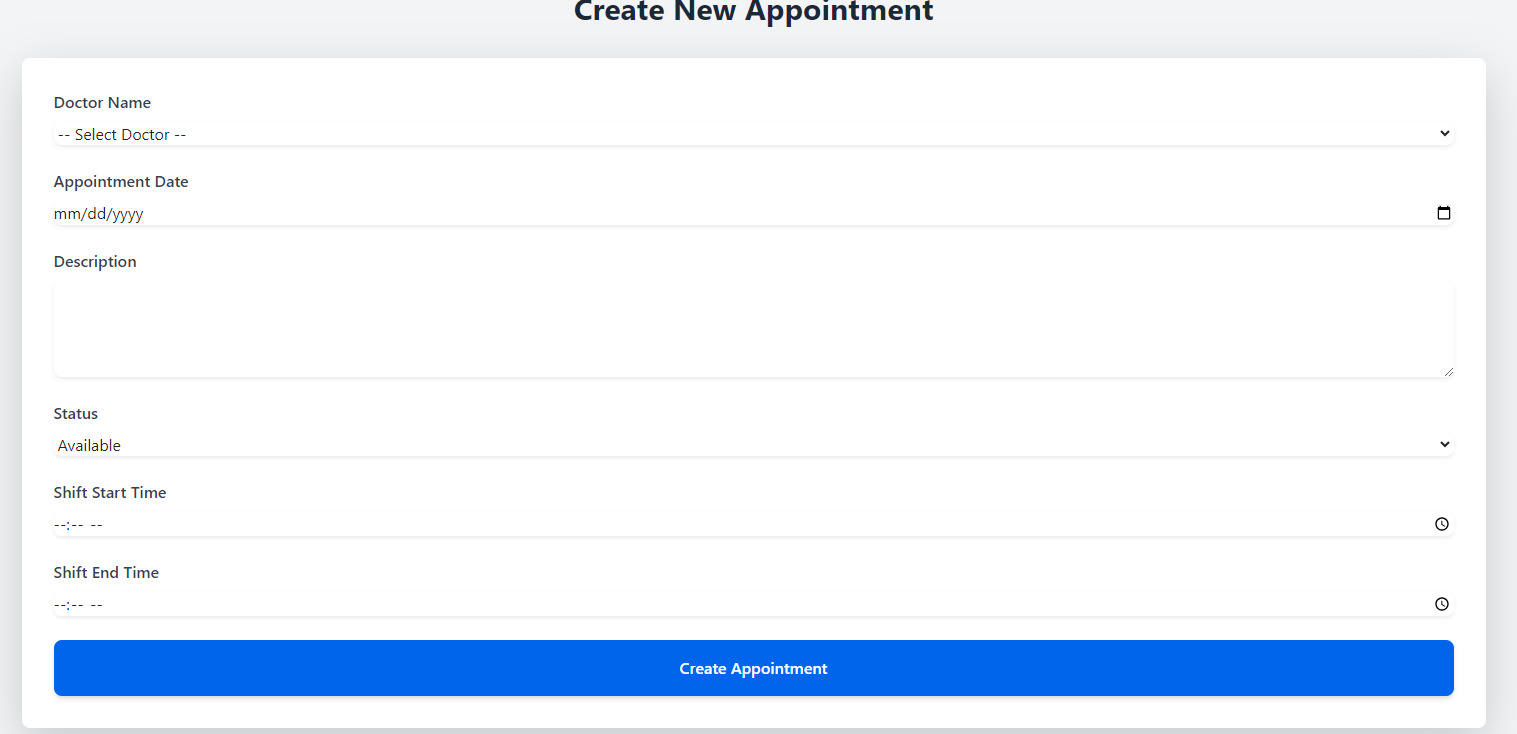 Create New Appointment
Doctor Name
-- Select Doctor --
Appointment Date
mm/dd/yyyy
Description
Status
Available
Shift Start Time
--:-- --
Shift End Time
--:-- --
Create Appointment